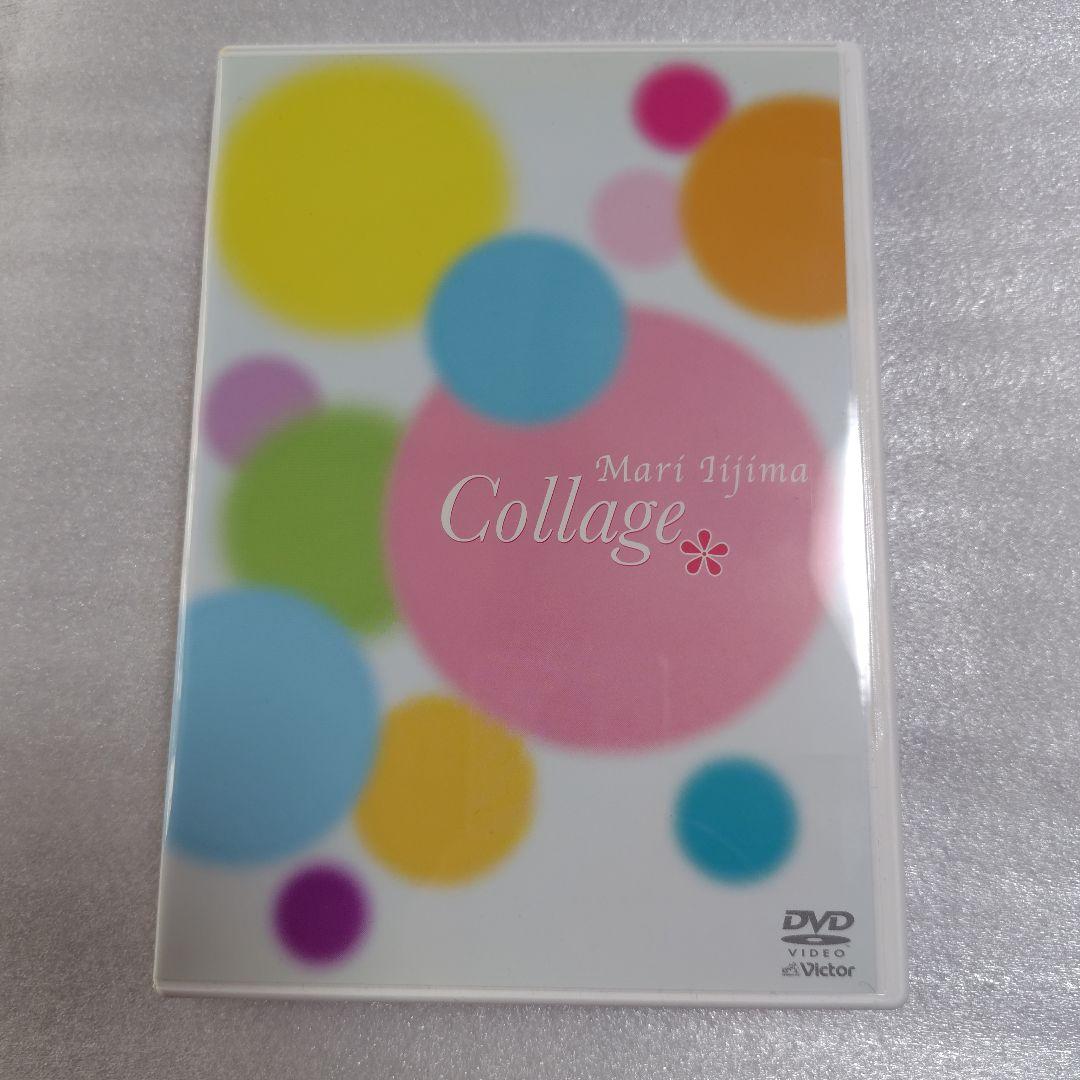 Mari Iijima
Collage
DVD
VIDEO
Victor